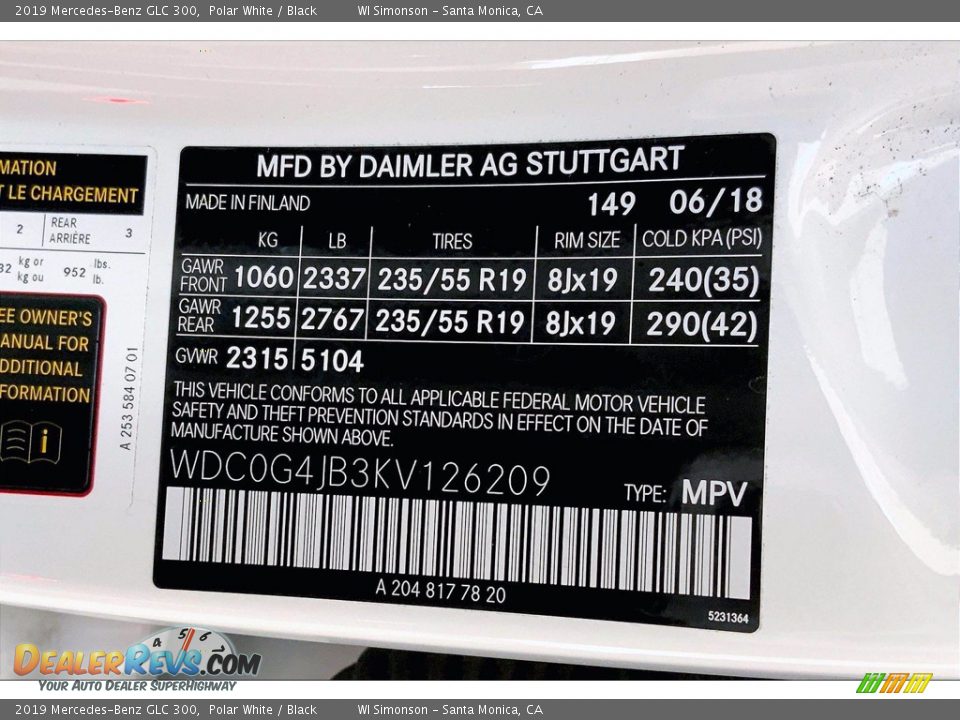 2019 Mercedes-Benz GLC 300, Polar White / Black WI Simonson - Santa Monica, CA
MATION
T LE CHARGEMENT
2 REAR ARRIÈRE 3
32 kg or kg ou 952 lbs. lb.
EE OWNER'S
ANUAL FOR
DDITIONAL
FORMATION
i
A 253 584 07 01
MFD BY DAIMLER AG STUTTGART
MADE IN FINLAND 149 06/18
KG LB TIRES RIM SIZE COLD KPA(PSI)
GAWR FRONT 1060 2337 235/55 R19 8Jx19 240(35)
GAWR REAR 1255 2767 235/55 R19 8Jx19 290(42)
GVWR 2315 5104
THIS VEHICLE CONFORMS TO ALL APPLICABLE FEDERAL MOTOR VEHICLE
SAFETY AND THEFT PREVENTION STANDARDS IN EFFECT ON THE DATE OF
MANUFACTURE SHOWN ABOVE.
WDC0G4JB3KV126209 TYPE: MPV
A 204 817 78 20
5231364
4 5 6
DEALERREVS.COM
YOUR AUTO DEALER SUPERHIGHWAY
2019 Mercedes-Benz GLC 300, Polar White / Black WI Simonson - Santa Monica, CA